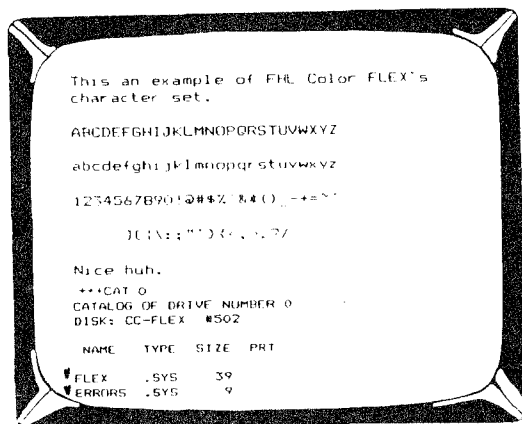 This an example of FHL Color FLEX's
character set.
ABCDEFGHIJKLMNOPQRSTUVWXYZ
abcdefghijklmnopqrstuvwxyz
1234567890!@#$%^&*()_-+=~^
Nice huh.
+++CAT 0
CATALOG OF DRIVE NUMBER 0
DISK: CC-FLEX #502
NAME TYPE SIZE PRT
FLEX .SYS 39
ERRORS .SYS 9